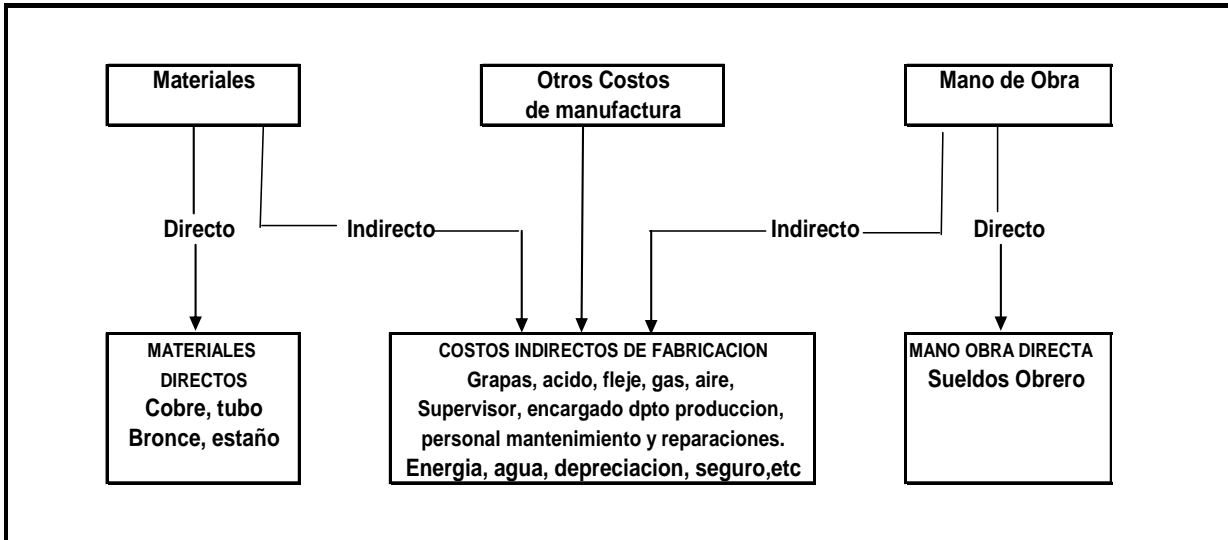 Materiales
Otros Costos
de manufactura
Mano de Obra
Directo
Indirecto
Indirecto
Directo
MATERIALES
DIRECTOS
Cobre, tubo
Bronce, estaño
COSTOS INDIRECTOS DE FABRICACION
Grapas, acido, fleje, gas, aire,
Supervisor, encargado dpto produccion,
personal mantenimiento y reparaciones.
Energia, agua, depreciacion, seguro,etc
MANO OBRA DIRECTA
Sueldos Obrero